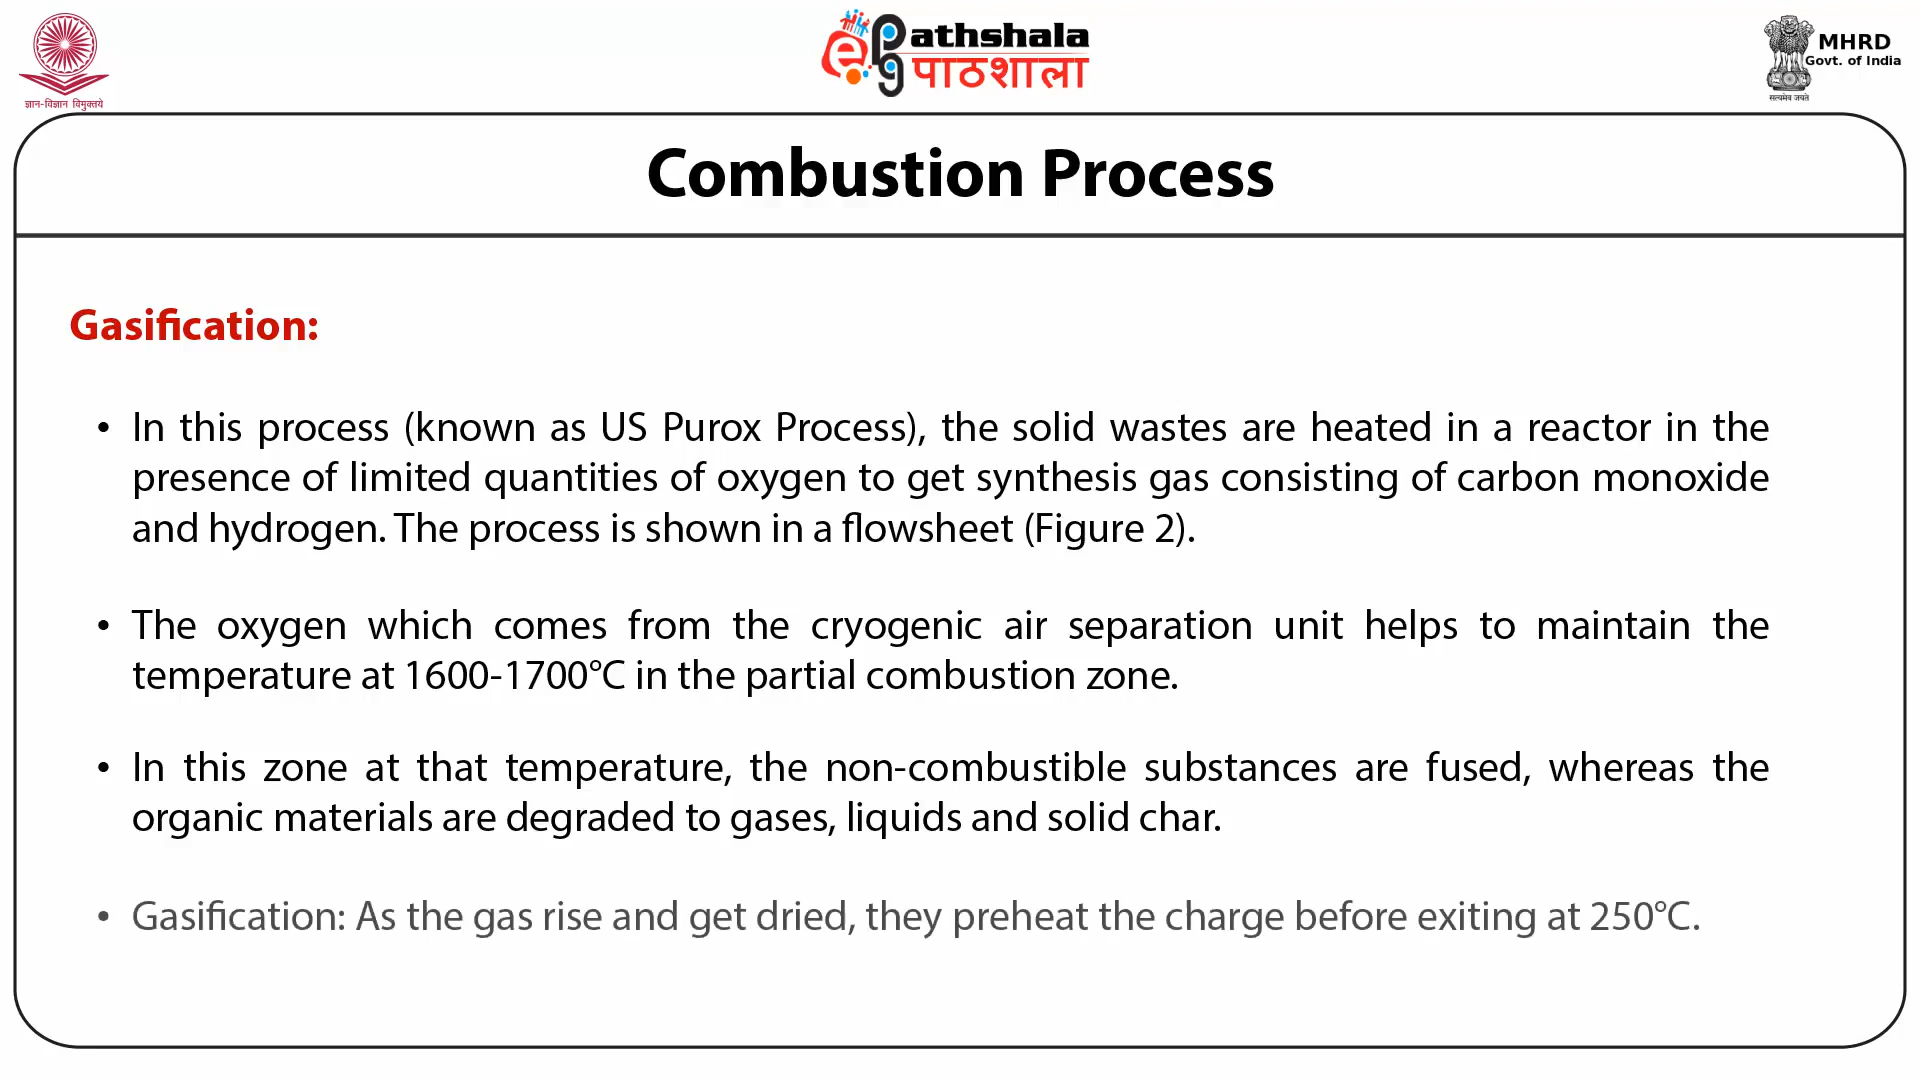 ज्ञान-विज्ञान विमुक्तये
ePG Pathshala
पाठशाला
MHRD
Govt. of India
सत्यमेव जयते
Combustion Process
Gasification:
• In this process (known as US Purox Process), the solid wastes are heated in a reactor in the
presence of limited quantities of oxygen to get synthesis gas consisting of carbon monoxide
and hydrogen. The process is shown in a flowsheet (Figure 2).
• The oxygen which comes from the cryogenic air separation unit helps to maintain the
temperature at 1600-1700°C in the partial combustion zone.
• In this zone at that temperature, the non-combustible substances are fused, whereas the
organic materials are degraded to gases, liquids and solid char.
• Gasification: As the gas rise and get dried, they preheat the charge before exiting at 250°C.